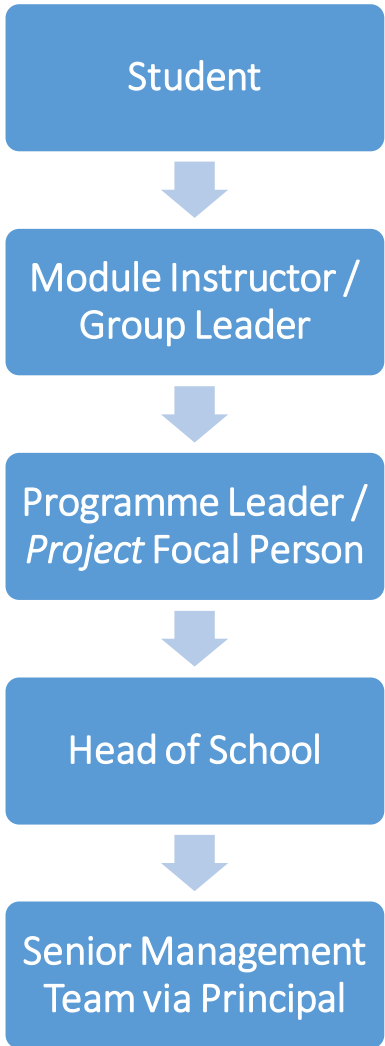 Student
Module Instructor /
Group Leader
Programme Leader /
Project Focal Person
Head of School
Senior Management
Team via Principal